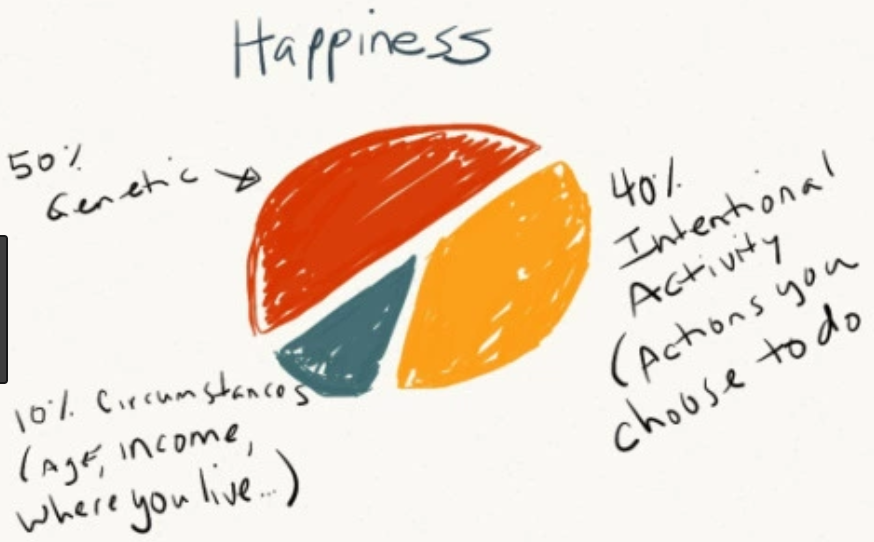 Happiness
50%
Genetic
40%
Intentional
Activity
(Actions you
choose to do
10% Circumstances
(Age, income,
where you live...)